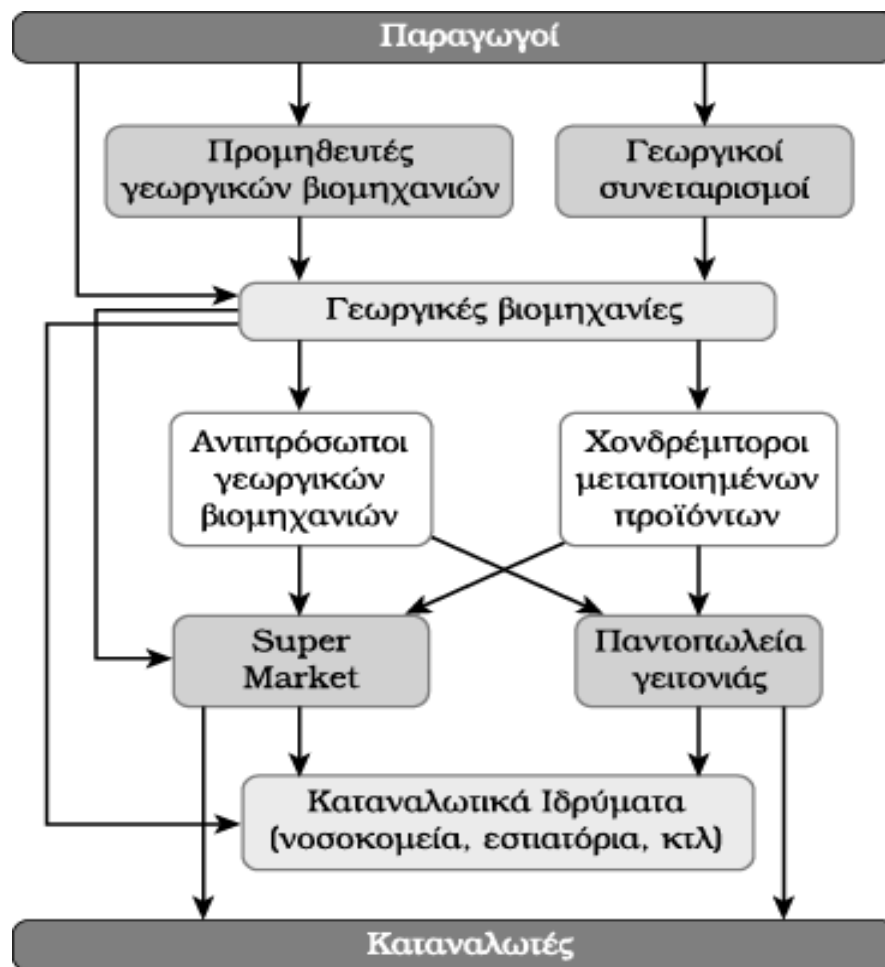 Παραγωγοί
Προμηθευτές
γεωργικών βιομηχανιών
Γεωργικοί
συνεταιρισμοί
Γεωργικές βιομηχανίες
Αντιπρόσωποι
γεωργικών
βιομηχανιών
Χονδρέμποροι
μεταποιημένων
προϊόντων
Super
Market
Παντοπωλεία
γειτονιάς
Καταναλωτικά Ιδρύματα
(νοσοκομεία, εστιατόρια, κτλ)
Καταναλωτές